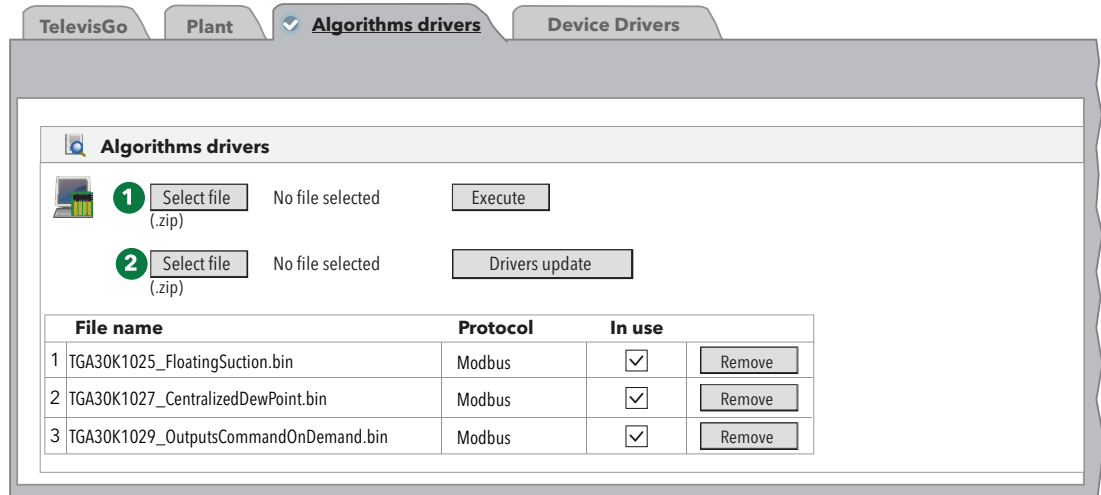 TelevisGo Plant Algorithms drivers Device Drivers
Algorithms drivers
1 Select file No file selected Execute
(.zip)
2 Select file No file selected Drivers update
(.zip)
File name Protocol In use
1 TGA30K1025_FloatingSuction.bin Modbus Remove
2 TGA30K1027_CentralizedDewPoint.bin Modbus Remove
3 TGA30K1029_OutputsCommandOnDemand.bin Modbus Remove